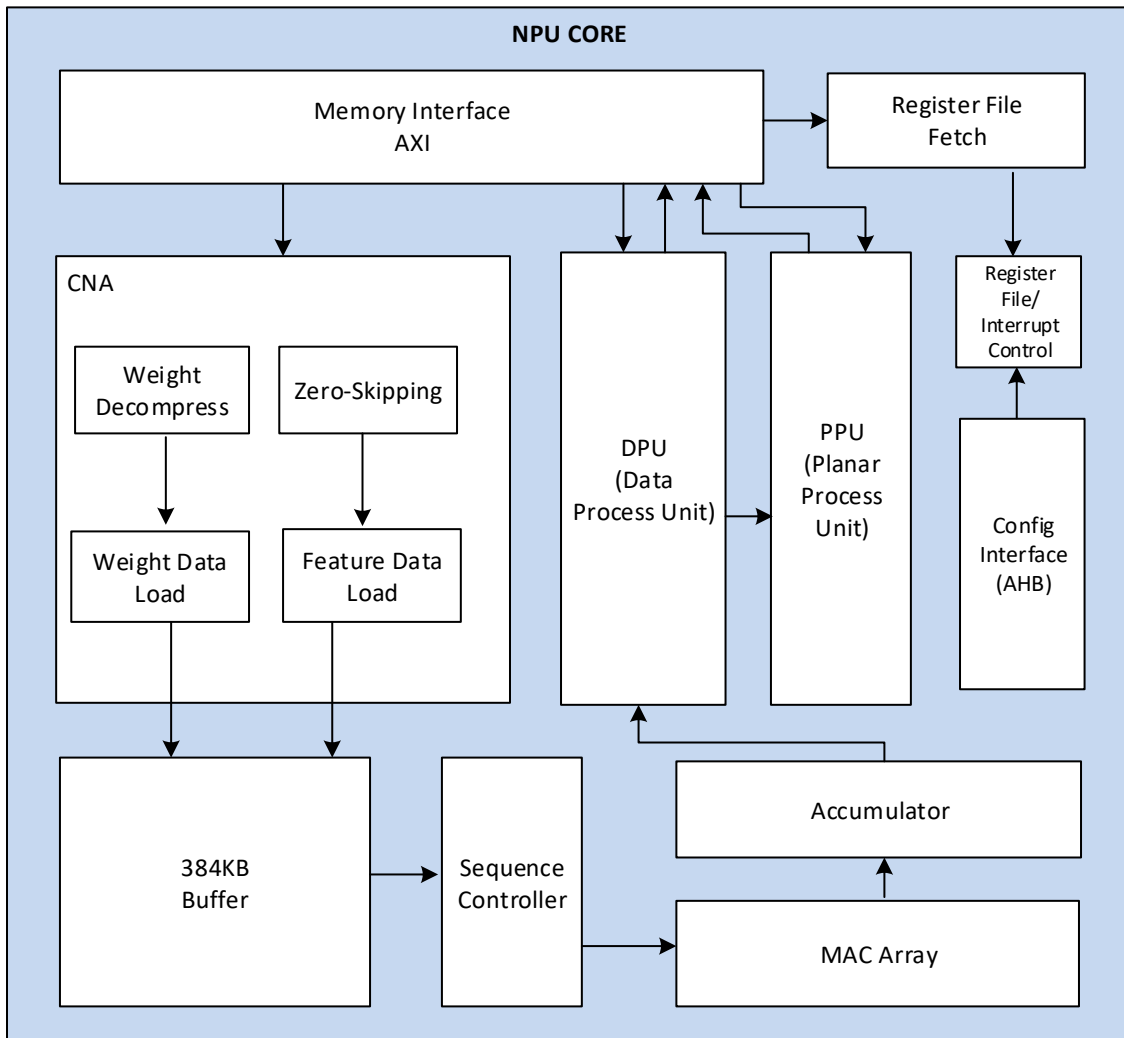 NPU CORE
Memory Interface
AXI
Register File
Fetch
CNA
Weight
Decompress
Zero-Skipping
Weight Data
Load
Feature Data
Load
DPU
(Data
Process Unit)
PPU
(Planar
Process
Unit)
Register
File/
Interrupt
Control
Config
Interface
(AHB)
384KB
Buffer
Sequence
Controller
Accumulator
MAC Array